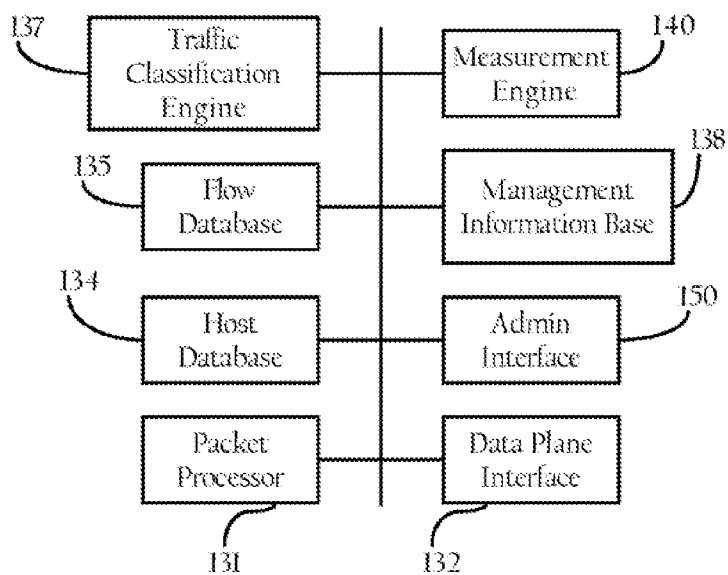 137
Traffic
Classification
Engine
Measurement
Engine
140
135
Flow
Database
Management
Information Base
138
134
Host
Database
Admin
Interface
150
Packet
Processor
131
Data Plane
Interface
132